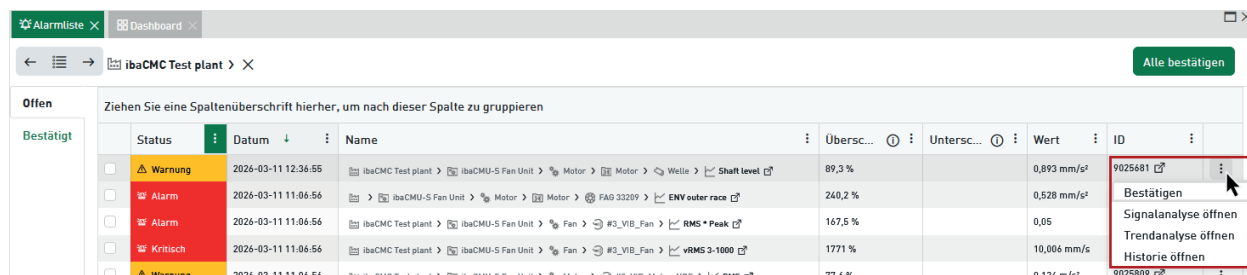 Alarmliste Dashboard
ibaCMC Test plant Alle bestätigen
Offen Ziehen Sie eine Spaltenüberschrift hierher, um nach dieser Spalte zu gruppieren
Bestätigt Status Datum Name Übersc... Untersc... Wert ID
Warnung 2026-03-11 12:36:55 ibaCMC Test plant > ibaCMU-S Fan Unit > Motor > Motor > Welle > Shaft level 89,3 % 0,893 mm/s² 9025681
Alarm 2026-03-11 11:06:56 > ibaCMU-S Fan Unit > Motor > Motor > FAG 33209 > ENV outer race 240,2 % 0,528 mm/s² Bestätigen
Alarm 2026-03-11 11:06:56 ibaCMC Test plant > ibaCMU-S Fan Unit > Fan > #3_VIB_Fan > RMS * Peak 167,5 % 0,05 Signalanalyse öffnen
Trendanalyse öffnen
Kritisch 2026-03-11 11:06:56 ibaCMC Test plant > ibaCMU-S Fan Unit > Fan > #3_VIB_Fan > vRMS 3-1000 1771 % 10,006 mm/s Historie öffnen